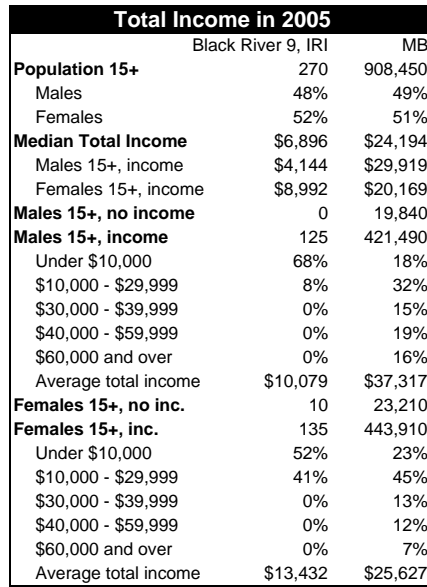 Total Income in 2005
Black River 9, IRI MB
Population 15+ 270 908,450
Males 48% 49%
Females 52% 51%
Median Total Income $6,896 $24,194
Males 15+, income $4,144 $29,919
Females 15+, income $8,992 $20,169
Males 15+, no income 0 19,840
Males 15+, income 125 421,490
Under $10,000 68% 18%
$10,000 - $29,999 8% 32%
$30,000 - $39,999 0% 15%
$40,000 - $59,999 0% 19%
$60,000 and over 0% 16%
Average total income $10,079 $37,317
Females 15+, no inc. 10 23,210
Females 15+, inc. 135 443,910
Under $10,000 52% 23%
$10,000 - $29,999 41% 45%
$30,000 - $39,999 0% 13%
$40,000 - $59,999 0% 12%
$60,000 and over 0% 7%
Average total income $13,432 $25,627